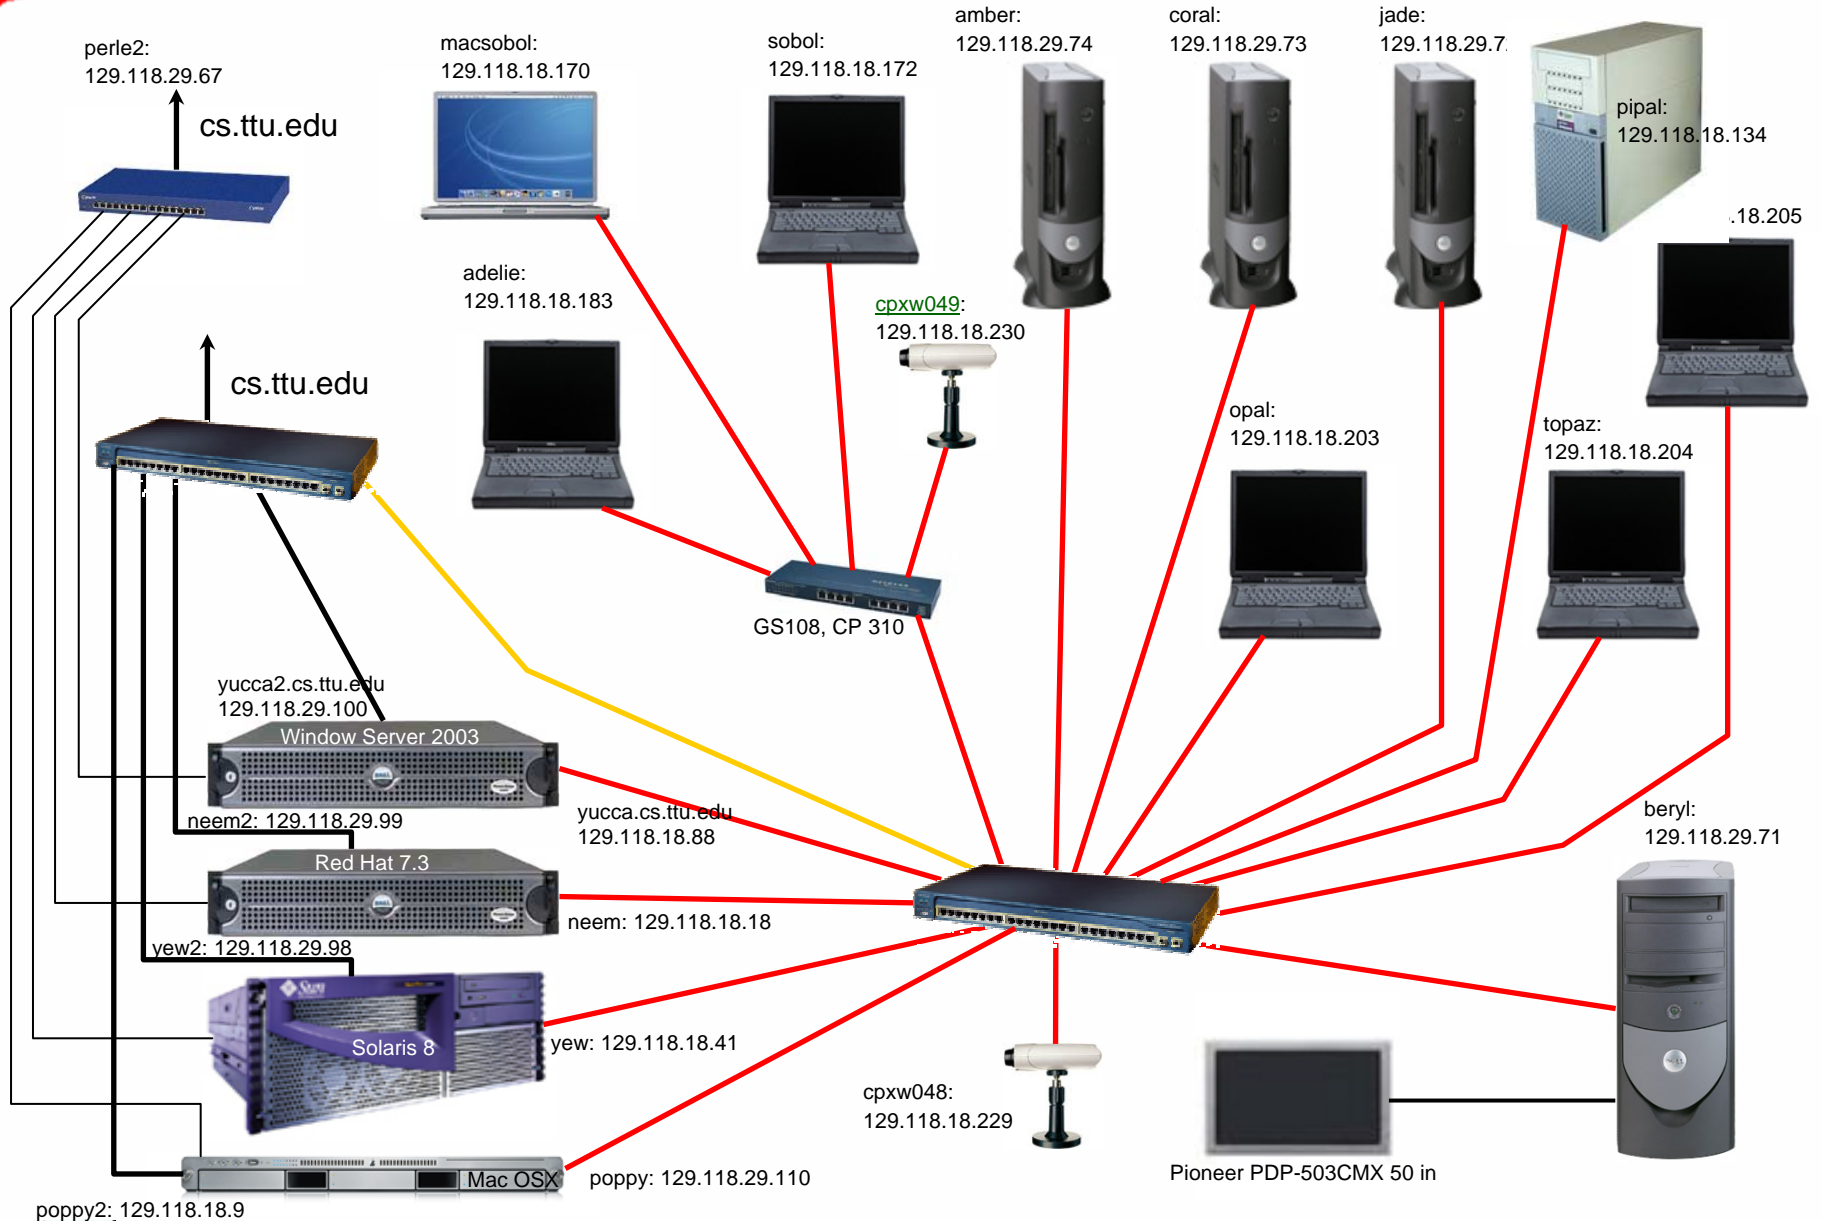 amber:
129.118.29.74
coral:
129.118.29.73
jade:
129.118.29.7
perle2:
129.118.29.67
macsobol:
129.118.18.170
sobol:
129.118.18.172
cs.ttu.edu
pipal:
129.118.18.134
.18.205
adelie:
129.118.18.183
cpxw049:
129.118.18.230
cs.ttu.edu
opal:
129.118.18.203
topaz:
129.118.18.204
GS108, CP 310
yucca2.cs.ttu.edu
129.118.29.100
Window Server 2003
yucca.cs.ttu.edu
129.118.18.88
neem2: 129.118.29.99
beryl:
129.118.29.71
Red Hat 7.3
neem: 129.118.18.18
yew2: 129.118.29.98
Sun
Solaris 8
yew: 129.118.18.41
cpxw048:
129.118.18.229
Pioneer PDP-503CMX 50 in
Mac OSX
poppy: 129.118.29.110
poppy2: 129.118.18.9